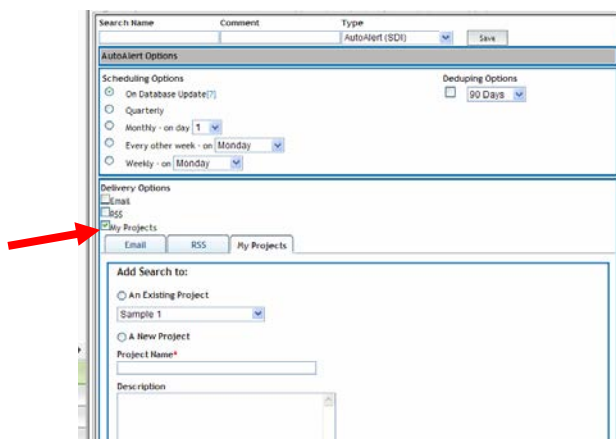 Search Name Comment Type
AutoAlert (SDI) Save
AutoAlert Options
Scheduling Options Deduping Options
On Database Update[?] 90 Days
Quarterly
Monthly - on day 1
Every other week - on Monday
Weekly - on Monday
Delivery Options
Email
RSS
My Projects
Email RSS My Projects
Add Search to:
An Existing Project
Sample 1
A New Project
Project Name*
Description